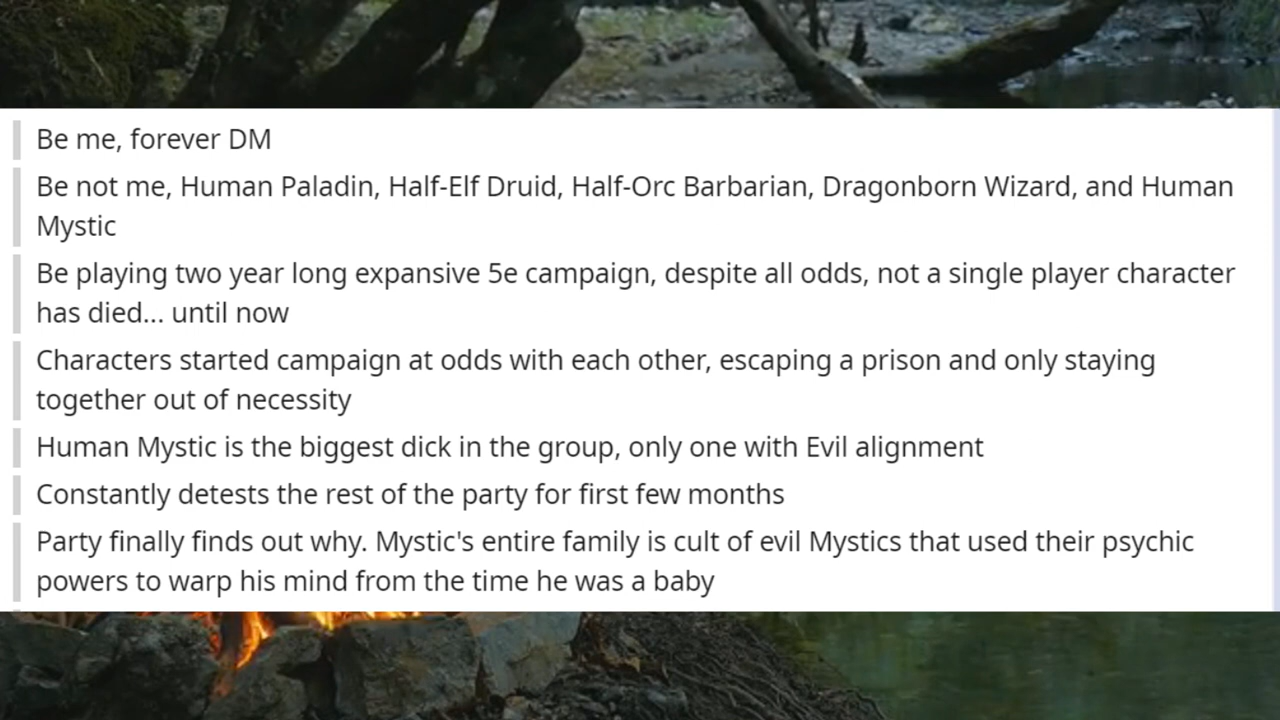 Be me, forever DM
Be not me, Human Paladin, Half-Elf Druid, Half-Orc Barbarian, Dragonborn Wizard, and Human
Mystic
Be playing two year long expansive 5e campaign, despite all odds, not a single player character
has died... until now
Characters started campaign at odds with each other, escaping a prison and only staying
together out of necessity
Human Mystic is the biggest dick in the group, only one with Evil alignment
Constantly detests the rest of the party for first few months
Party finally finds out why. Mystic's entire family is cult of evil Mystics that used their psychic
powers to warp his mind from the time he was a baby